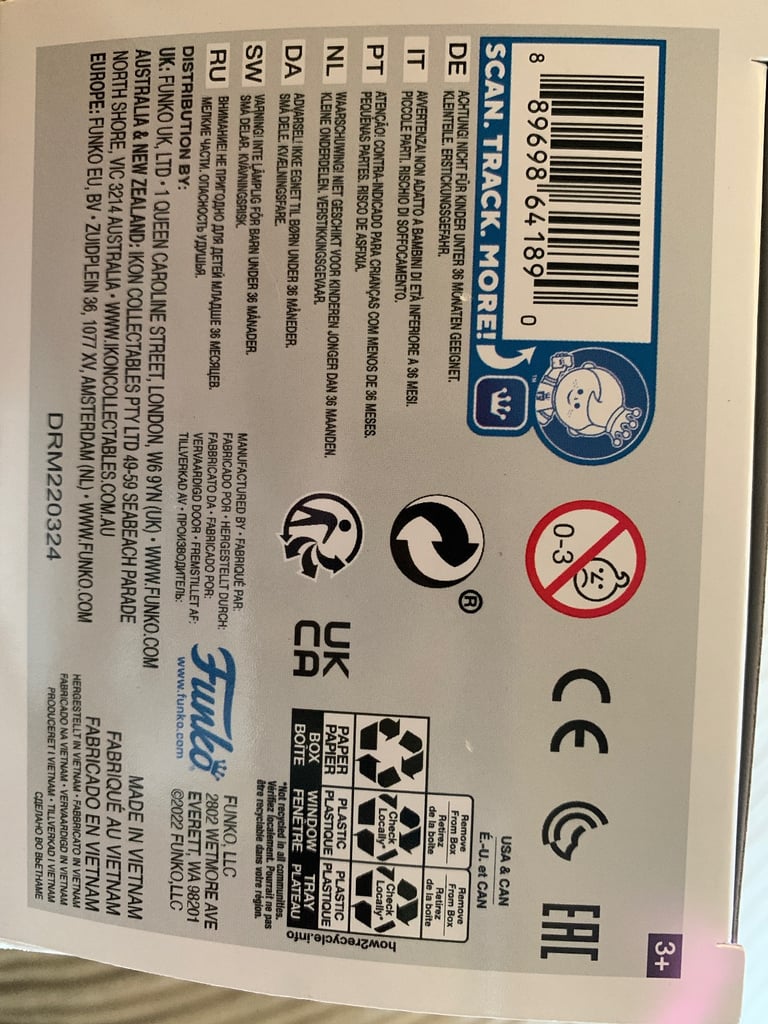 8 89698 64189 0
SCAN. TRACK. MORE!
™
DE
ACHTUNG! NICHT FÜR KINDER UNTER 36 MONATEN GEEIGNET.
KLEINTEILE. ERSTICKUNGSGEFAHR.
IT
AVVERTENZA! NON ADATTO A BAMBINI DI ETÀ INFERIORE A 36 MESI.
PICCOLE PARTI. RISCHIO DI SOFFOCAMENTO.
PT
ATENÇÃO! CONTRA-INDICADO PARA CRIANÇAS COM MENOS DE 36 MESES.
PEQUENAS PARTES. RISCO DE ASFIXIA.
NL
WAARSCHUWING! NIET GESCHIKT VOOR KINDEREN JONGER DAN 36 MAANDEN.
KLEINE ONDERDELEN. VERSTIKKINGSGEVAAR.
DA
ADVARSEL! IKKE EGNET TIL BØRN UNDER 36 MÅNEDER.
SMÅ DELE. KVÆLNINGSFARE.
SW
VARNING! INTE LÄMPLIG FÖR BARN UNDER 36 MÅNADER.
SMÅ DELAR. KVÄVNINGSRISK.
RU
ВНИМАНИЕ! НЕ ПРИГОДНО ДЛЯ ДЕТЕЙ МЛАДШЕ 36 МЕСЯЦЕВ.
МЕЛКИЕ ЧАСТИ. ОПАСНОСТЬ УДУШЬЯ.
DISTRIBUTION BY:
UK: FUNKO UK, LTD • 1 QUEEN CAROLINE STREET, LONDON, W6 9YN (UK) • WWW.FUNKO.COM
AUSTRALIA & NEW ZEALAND: IKON COLLECTABLES PTY LTD 49-59 SEABEACH PARADE
NORTH SHORE, VIC 3214 AUSTRALIA • WWW.IKONCOLLECTABLES.COM.AU
EUROPE: FUNKO EU, BV • ZUIDPLEIN 36, 1077 XV, AMSTERDAM (NL) • WWW.FUNKO.COM
DRM220324
0-3
®
UK
CA
MANUFACTURED BY • FABRIQUÉ PAR:
FABRICADO POR • HERGESTELLT DURCH:
FABBRICATO DA • FABRICADO POR:
VERVAARDIGD DOOR • FREMSTILLET AF:
TILLVERKAD AV • ПРОИЗВОДИТЕЛЬ:
Funko
www.funko.com
CE
EAC
3+
USA & CAN
É.-U. et CAN
Remove From Box
Retirez de la boîte
Remove From Box
Retirez de la boîte
Check Locally*
Check Locally*
PAPER
PAPIER
PLASTIC
PLASTIQUE
PLASTIC
PLASTIQUE
BOX
BOÎTE
WINDOW
FENÊTRE
TRAY
PLATEAU
how2recycle.info
*Not recycled in all communities.
Vérifiez localement. Pourrait ne pas
être recyclable dans votre région.
FUNKO, LLC
2802 WETMORE AVE
EVERETT, WA 98201
©2022 FUNKO,LLC
MADE IN VIETNAM
FABRIQUÉ AU VIETNAM
FABRICADO EN VIETNAM
HERGESTELLT IN VIETNAM • FABBRICATO IN VIETNAM
FABRICADO NA VIETNAM • VERVAARDIGD IN VIETNAM
PRODUCERET I VIETNAM • TILLVERKAD I VIETNAM
СДЕЛАНО ВО ВЬЕТНАМЕ